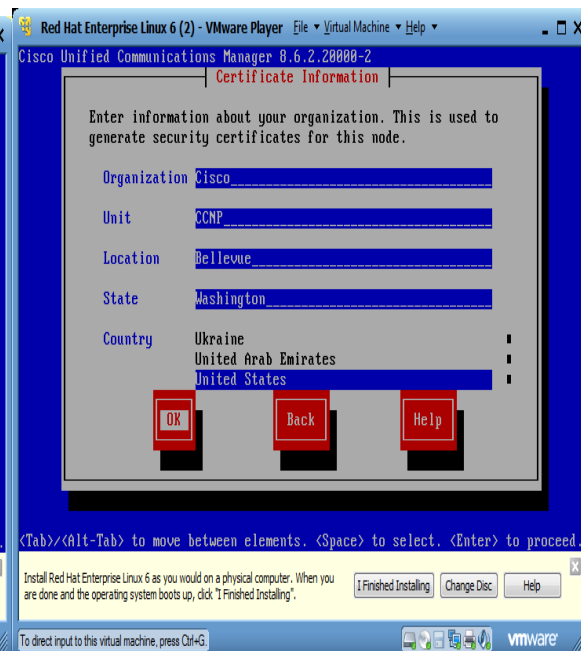 Red Hat Enterprise Linux 6 (2) - VMware Player File Virtual Machine Help
Cisco Unified Communications Manager 8.6.2.20000-2
Certificate Information
Enter information about your organization. This is used to
generate security certificates for this node.
Organization Cisco
Unit CCNP
Location Bellevue
State Washington
Country Ukraine
United Arab Emirates
United States
OK Back Help
<Tab>/<Alt-Tab> to move between elements. <Space> to select. <Enter> to proceed.
Install Red Hat Enterprise Linux 6 as you would on a physical computer. When you
are done and the operating system boots up, click "I Finished Installing".
I Finished Installing Change Disc Help
To direct input to this virtual machine, press Ctrl+G.
vmware